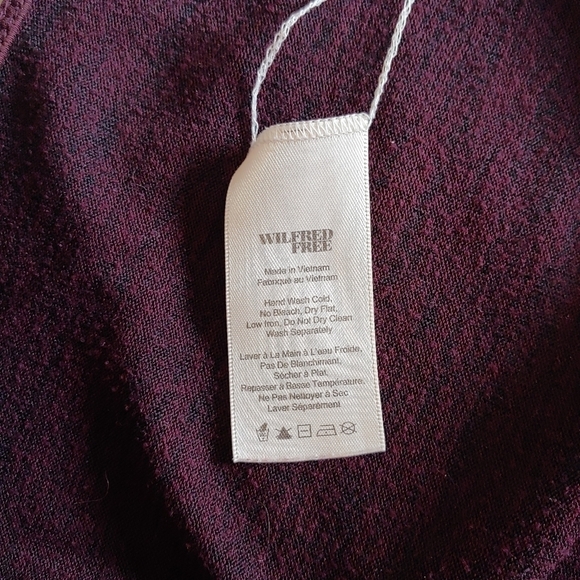 WILFRED
FREE
Made in Vietnam
Fabriqué au Vietnam
Hand Wash Cold,
No Bleach, Dry Flat,
Low Iron, Do Not Dry Clean
Wash Separately
Laver à La Main à L'eau Froide,
Pas De Blanchiment,
Sécher à Plat,
Repasser à Basse Température,
Ne Pas Nettoyer à Sec
Laver Séparément